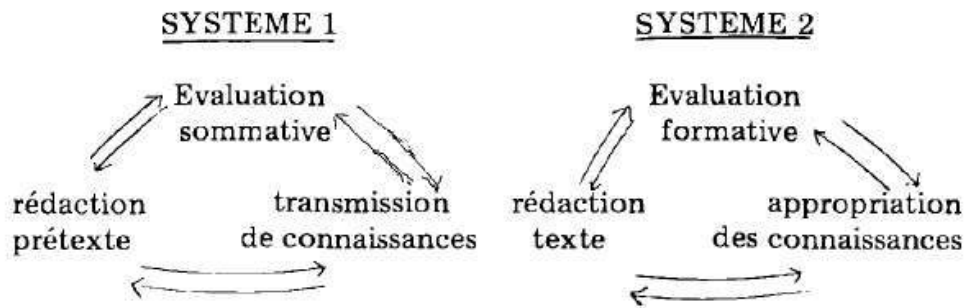 SYSTEME 1
Evaluation
sommative
rédaction
prétexte
transmission
de connaissances
SYSTEME 2
Evaluation
formative
rédaction
texte
appropriation
des connaissances